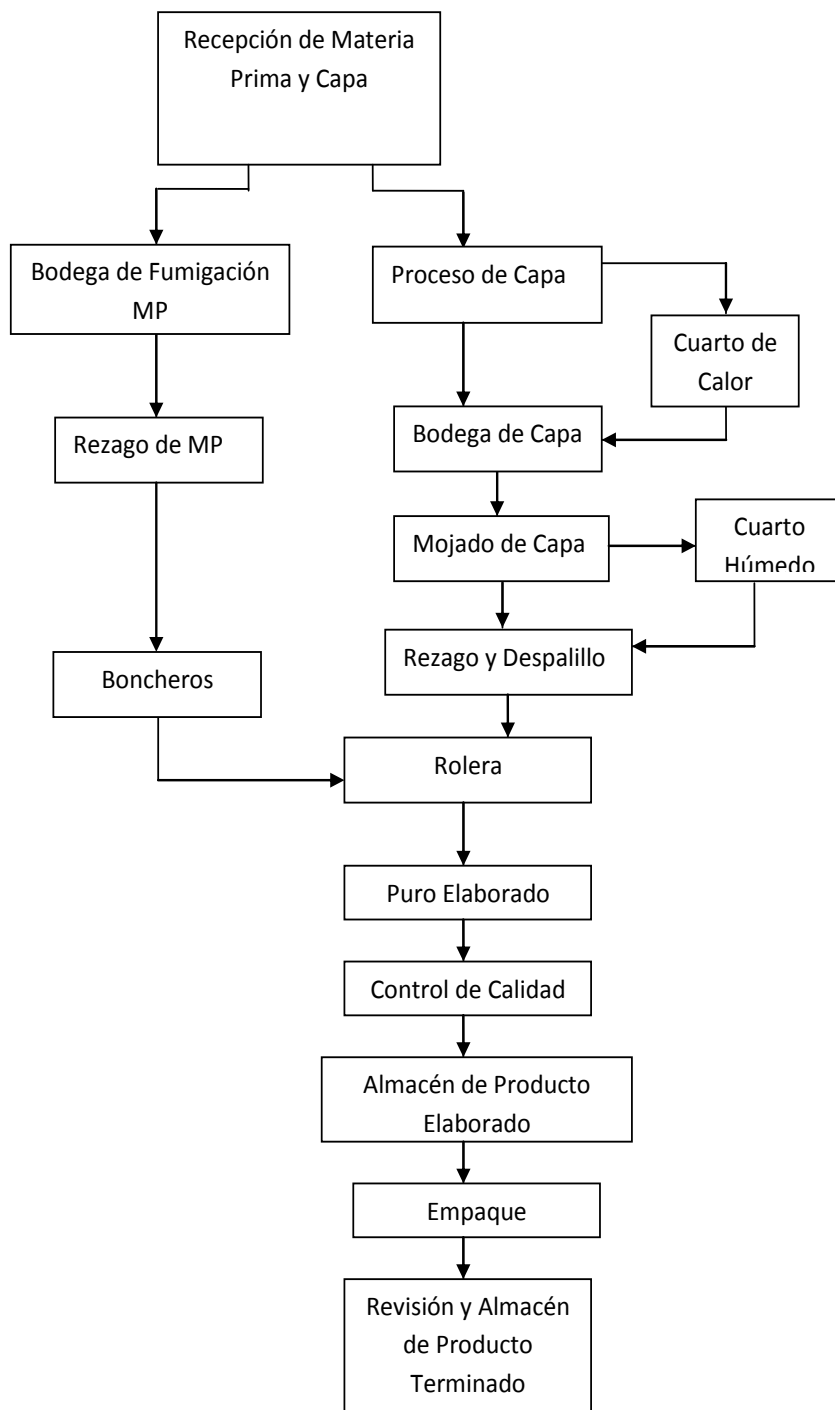 Recepción de Materia
Prima y Capa
Bodega de Fumigación
MP
Proceso de Capa
Cuarto de
Calor
Rezago de MP
Bodega de Capa
Mojado de Capa
Cuarto
Húmedo
Boncheros
Rezago y Despalillo
Rolera
Puro Elaborado
Control de Calidad
Almacén de Producto
Elaborado
Empaque
Revisión y Almacén
de Producto
Terminado